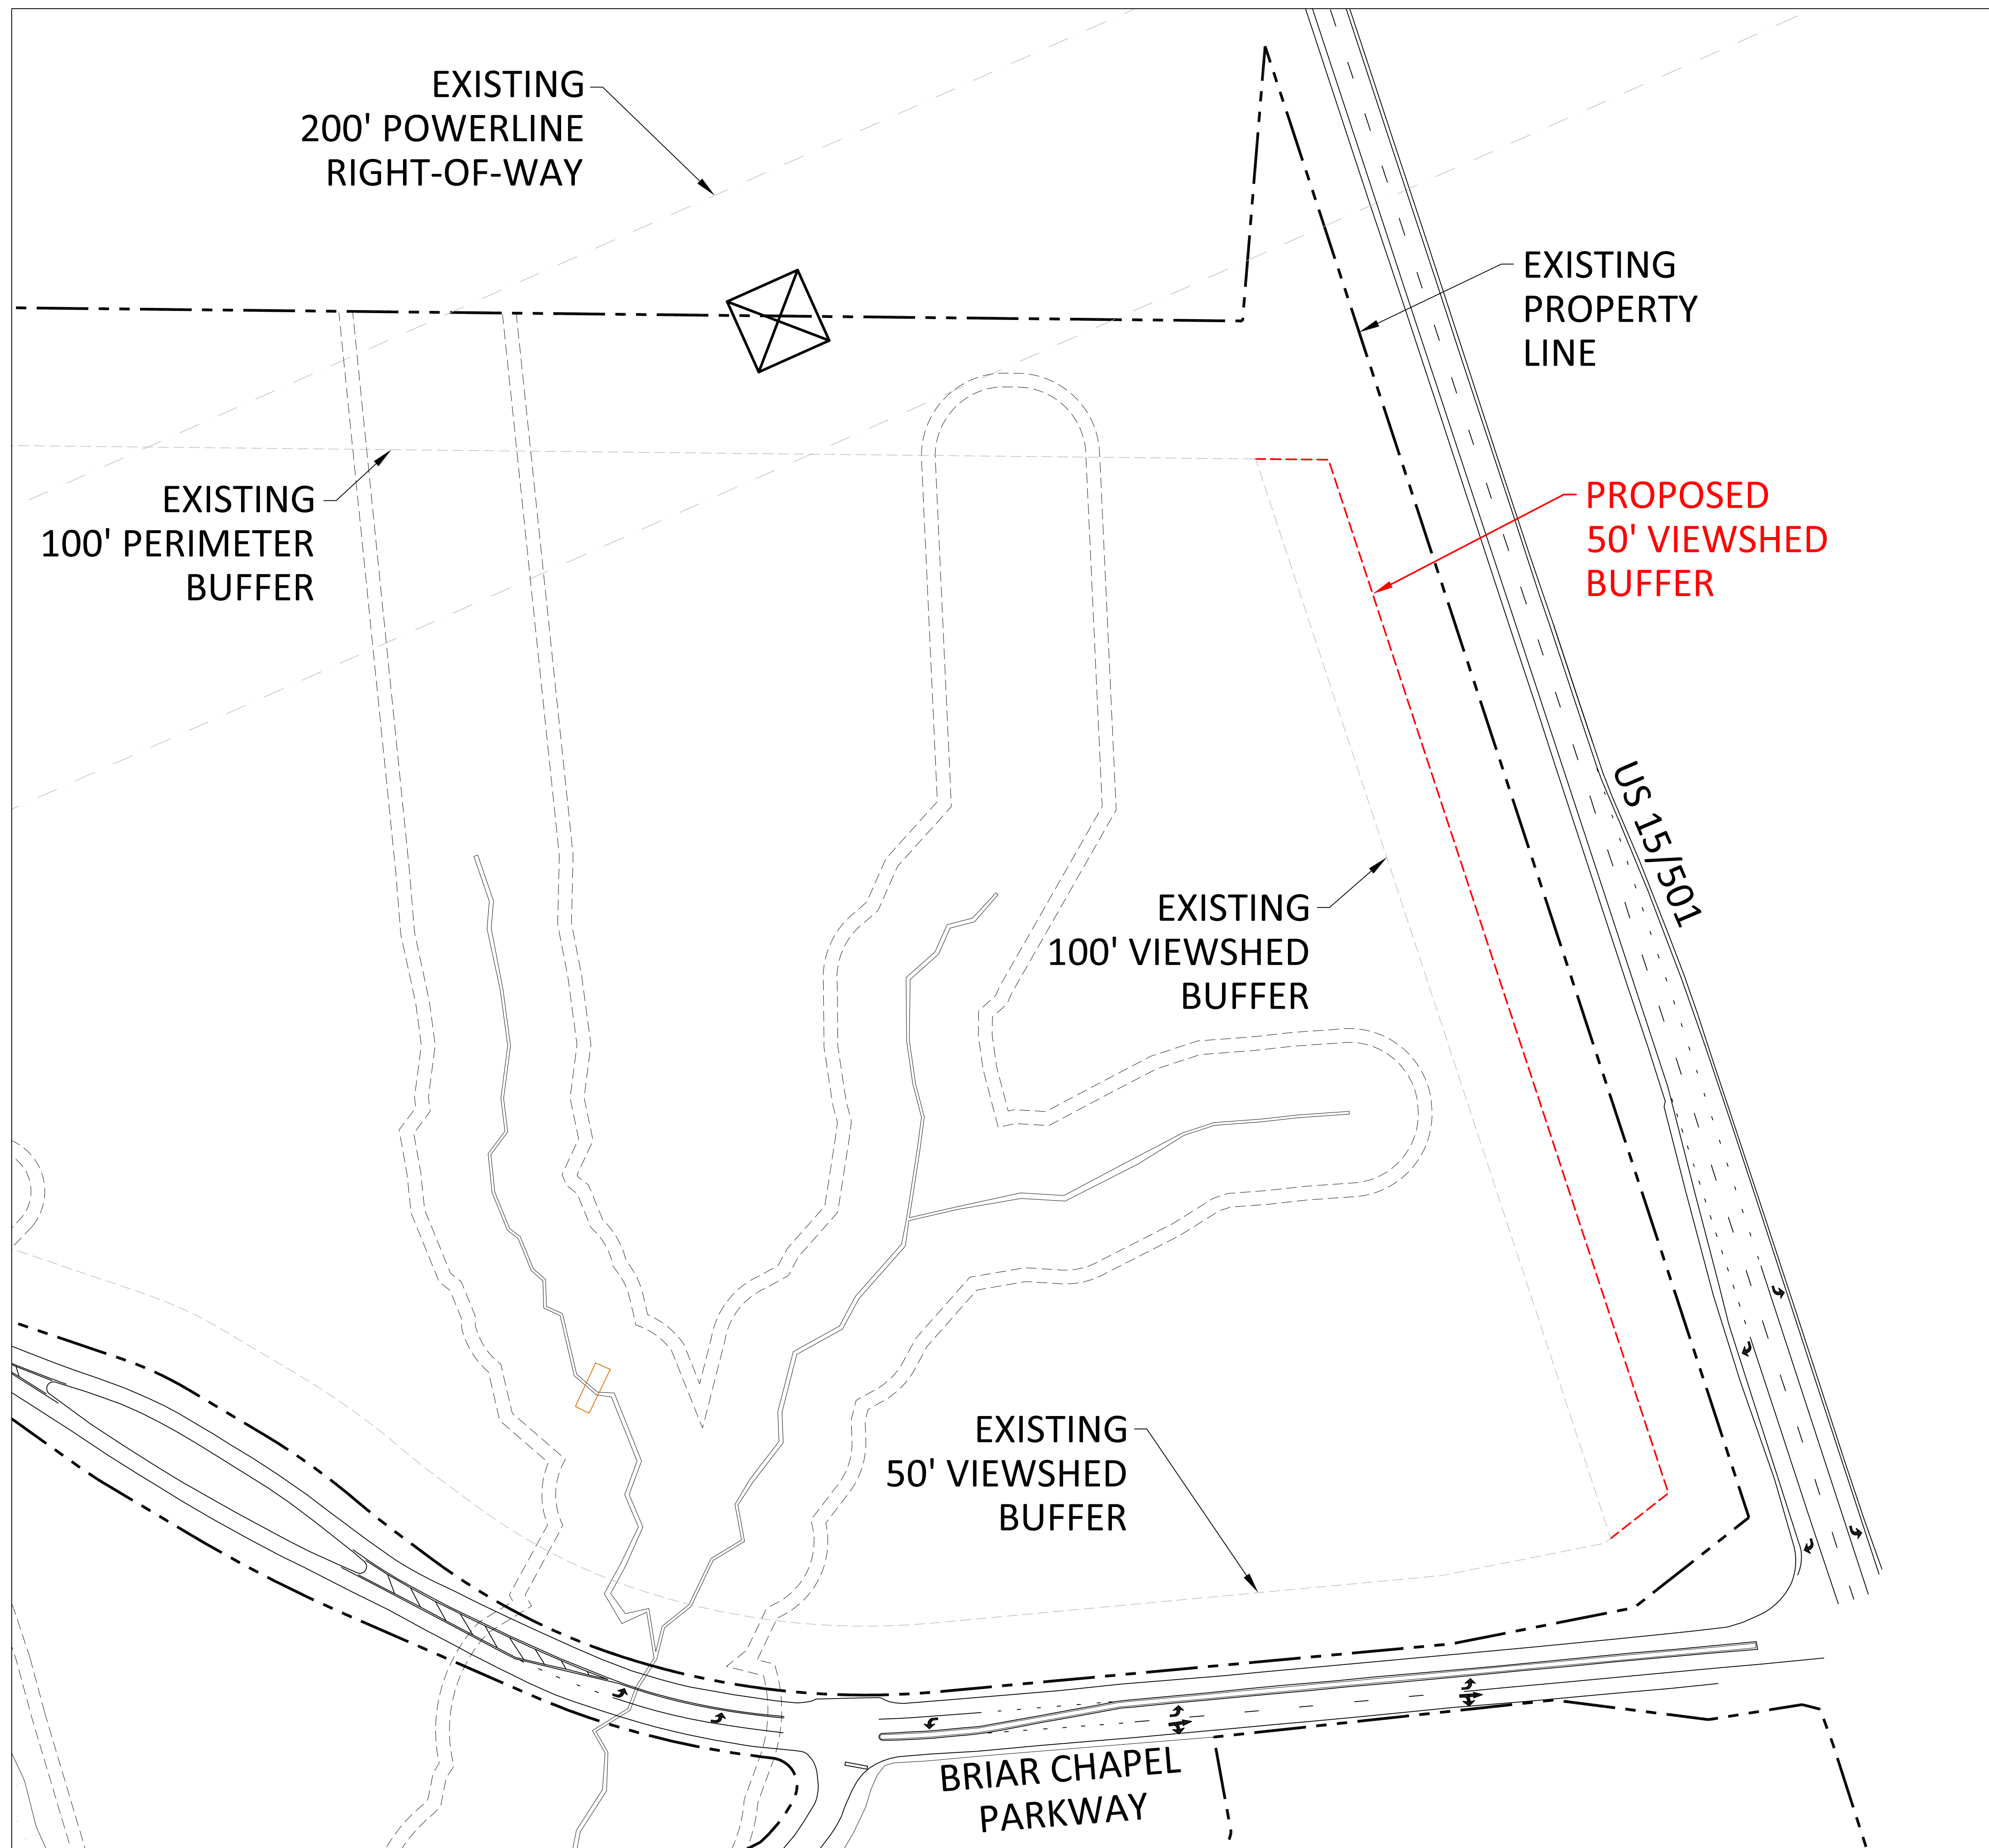 EXISTING
200' POWERLINE
RIGHT-OF-WAY
EXISTING
PROPERTY
LINE
EXISTING
100' PERIMETER
BUFFER
PROPOSED
50' VIEWSHED
BUFFER
US 15/501
EXISTING
100' VIEWSHED
BUFFER
EXISTING
50' VIEWSHED
BUFFER
BRIAR CHAPEL
PARKWAY